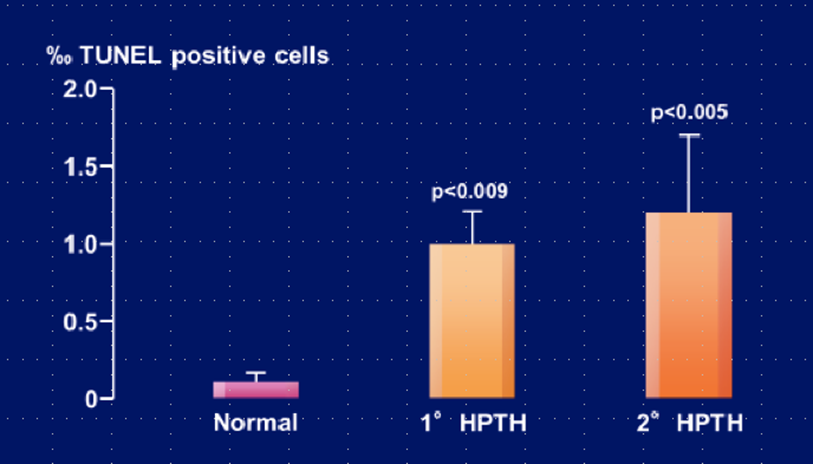 ‰ TUNEL positive cells
2.0
p<0.005
1.5
p<0.009
1.0
0.5
0
Normal
1° HPTH
2° HPTH